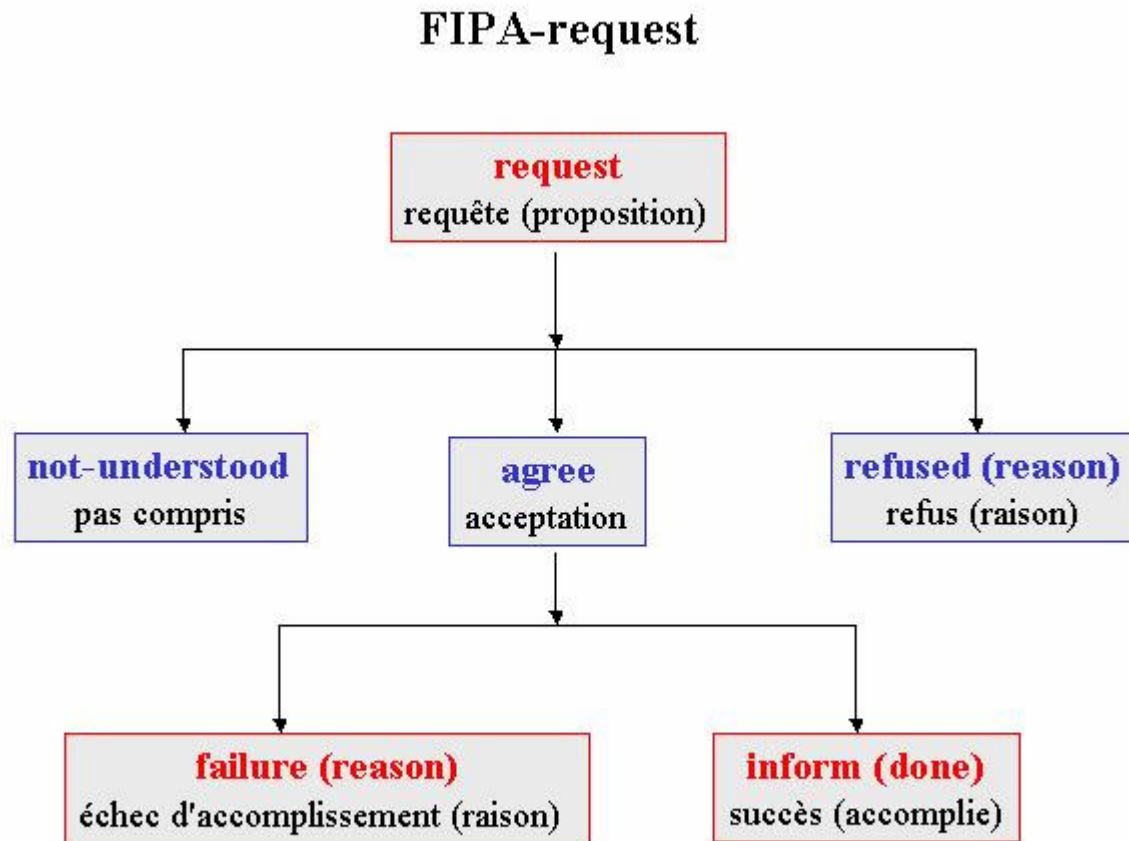 FIPA-request
request
requête (proposition)
not-understood
pas compris
agree
acceptation
refused (reason)
refus (raison)
failure (reason)
échec d'accomplissement (raison)
inform (done)
succès (accomplie)